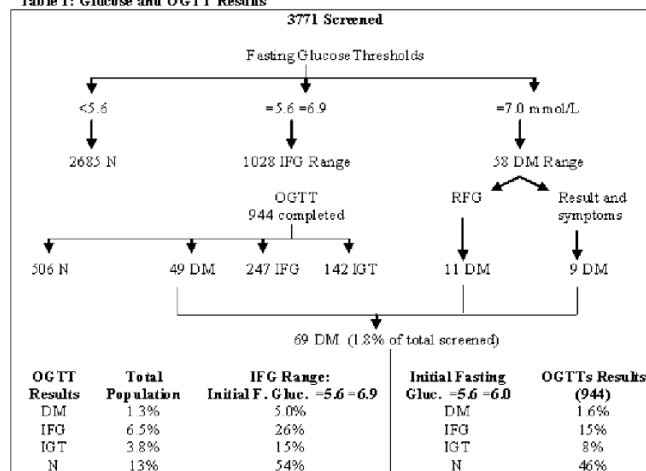 Table 1: Glucose and OGTT Results
3771 Screened
Fasting Glucose Thresholds
<5.6 =5.6 =6.9 =7.0 mmol/L
2685 N 1028 IFG Range 58 DM Range
OGTT
944 completed
RFG Result and
symptoms
506 N 49 DM 247 IFG 142 IGT 11 DM 9 DM
69 DM (1.8% of total screened)
OGTT Total IFG Range: Initial Fasting OGTTs Results
Results Population Initial F. Gluc. =5.6 =6.9 Gluc. =5.6 =6.0 (944)
DM 1.3% 5.0% DM 1.6%
IFG 6.5% 26% IFG 15%
IGT 3.8% 15% IGT 8%
N 13% 54% N 46%